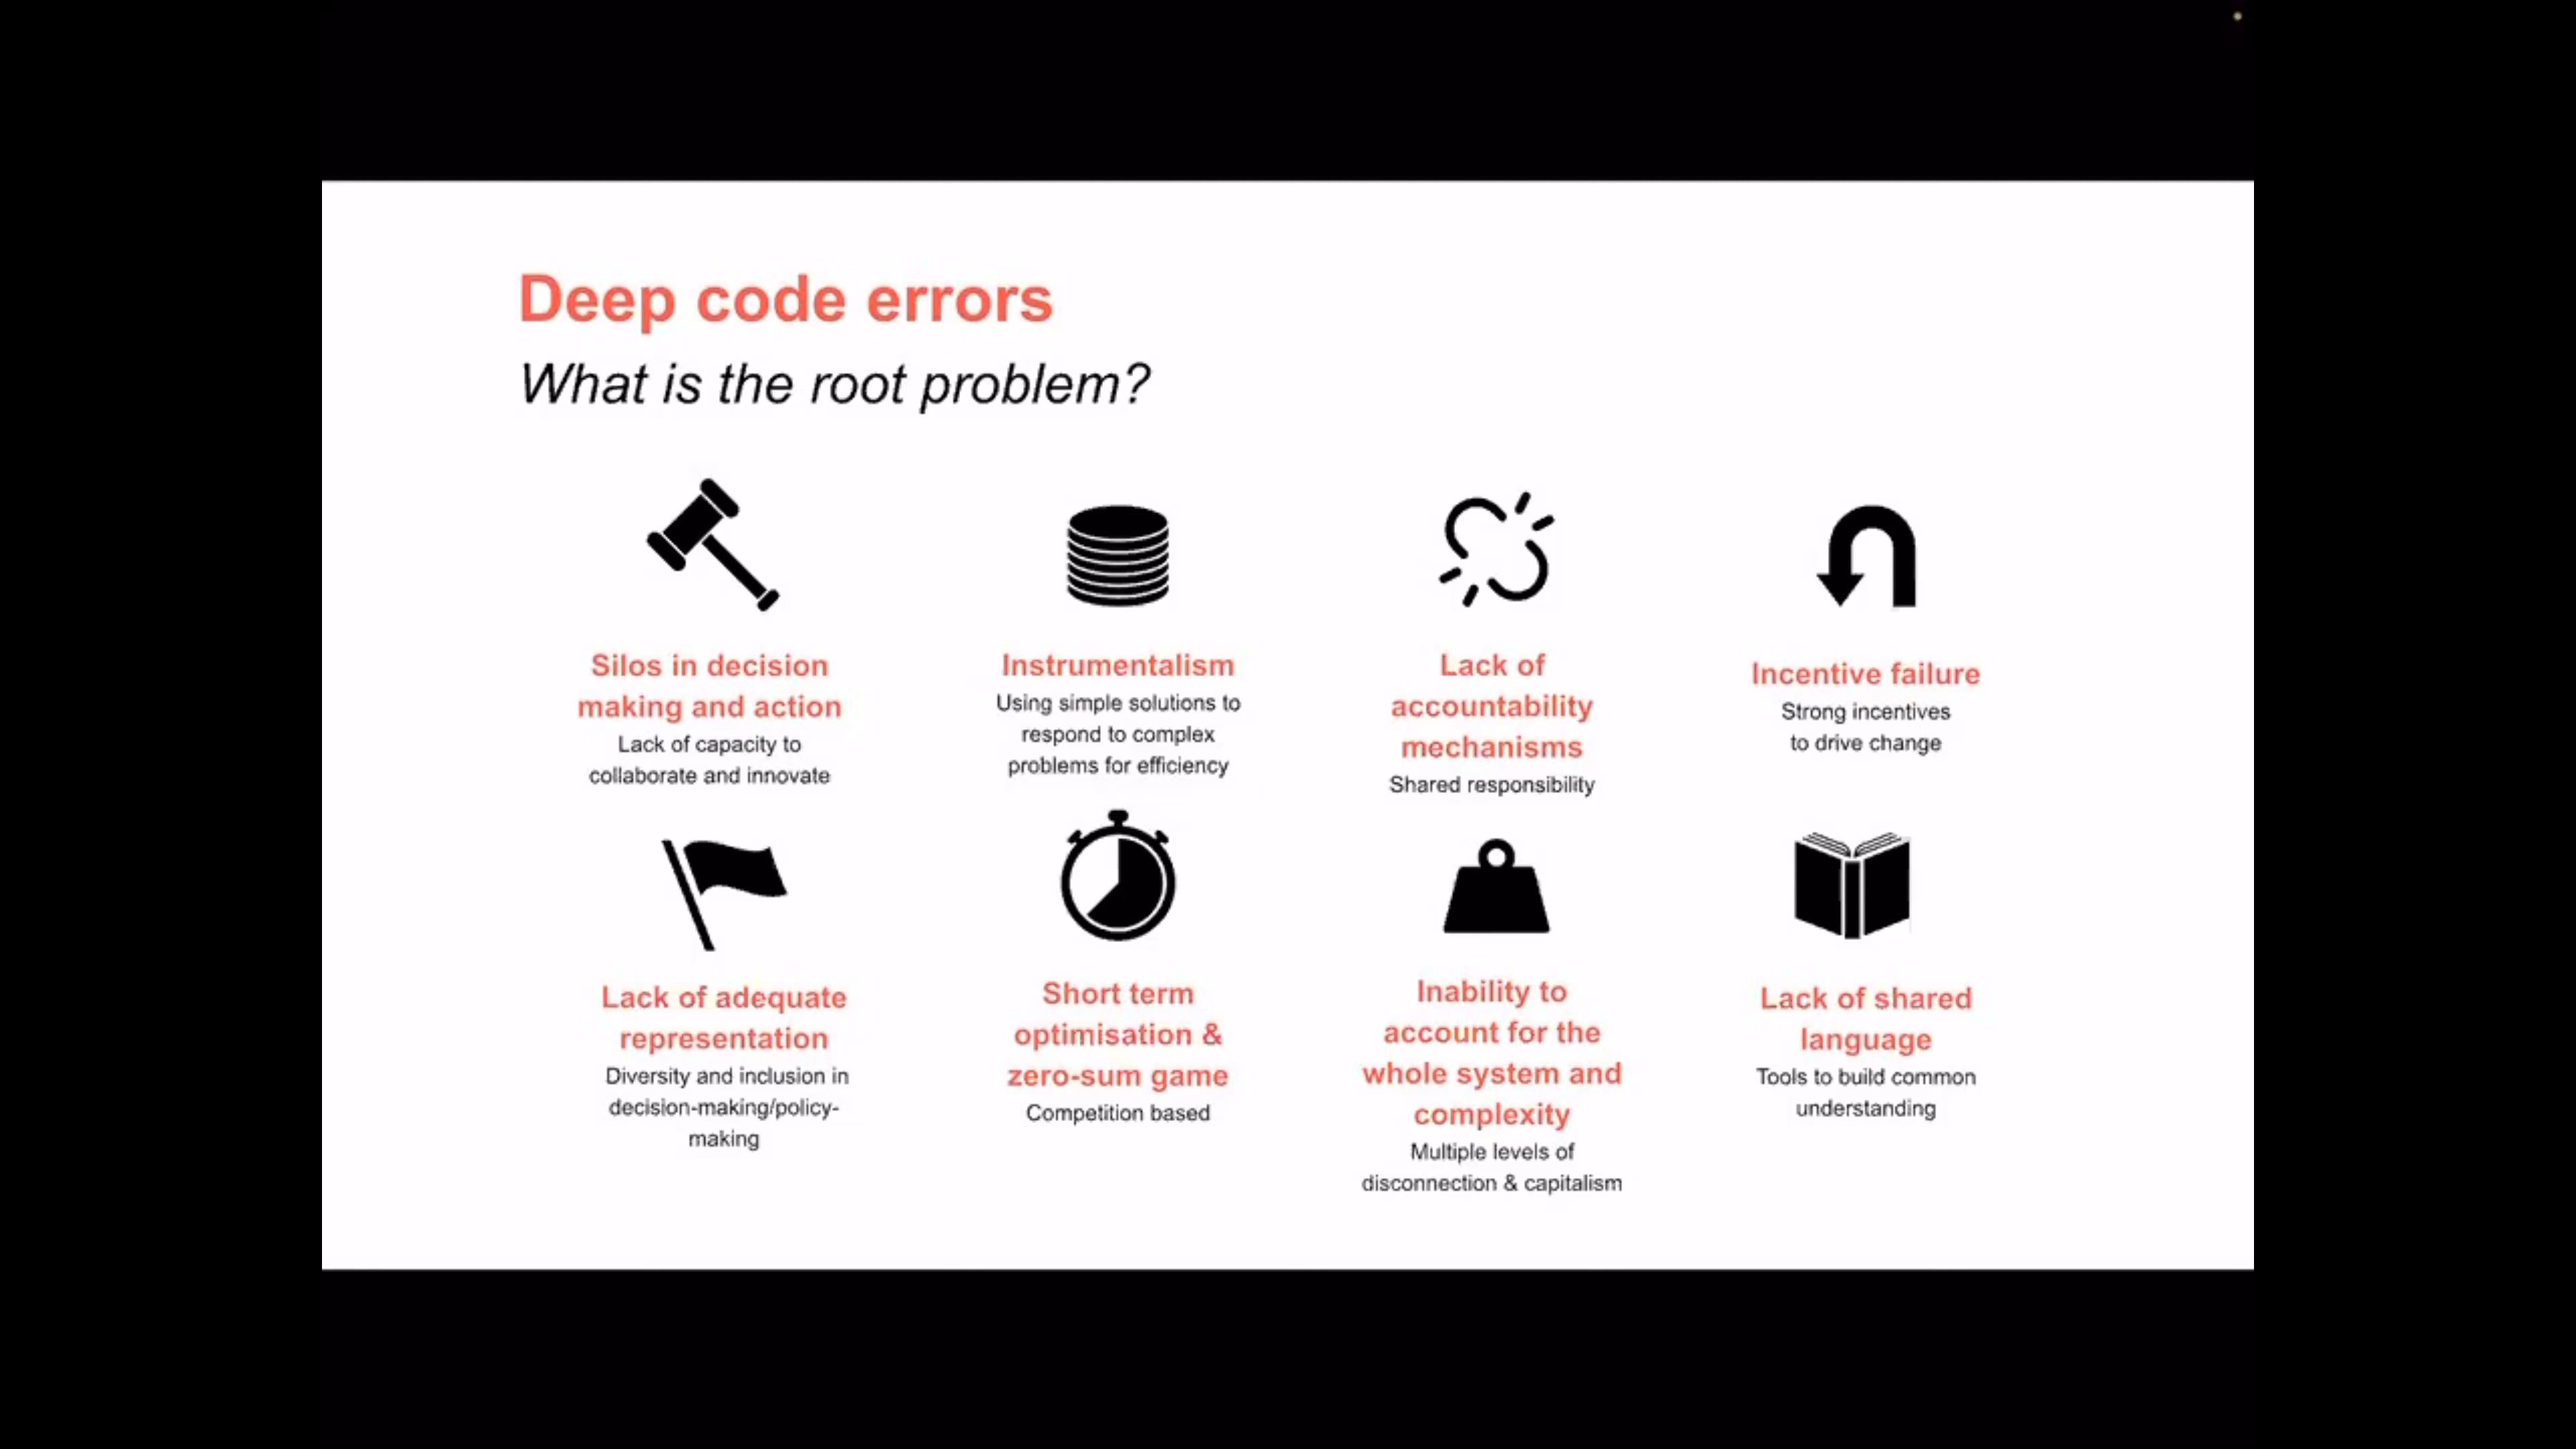 Deep code errors
What is the root problem?
Silos in decision
making and action
Lack of capacity to
collaborate and innovate
Instrumentalism
Using simple solutions to
respond to complex
problems for efficiency
Lack of
accountability
mechanisms
Shared responsibility
Incentive failure
Strong incentives
to drive change
Lack of adequate
representation
Diversity and inclusion in
decision-making/policy-
making
Short term
optimisation &
zero-sum game
Competition based
Inability to
account for the
whole system and
complexity
Multiple levels of
disconnection & capitalism
Lack of shared
language
Tools to build common
understanding